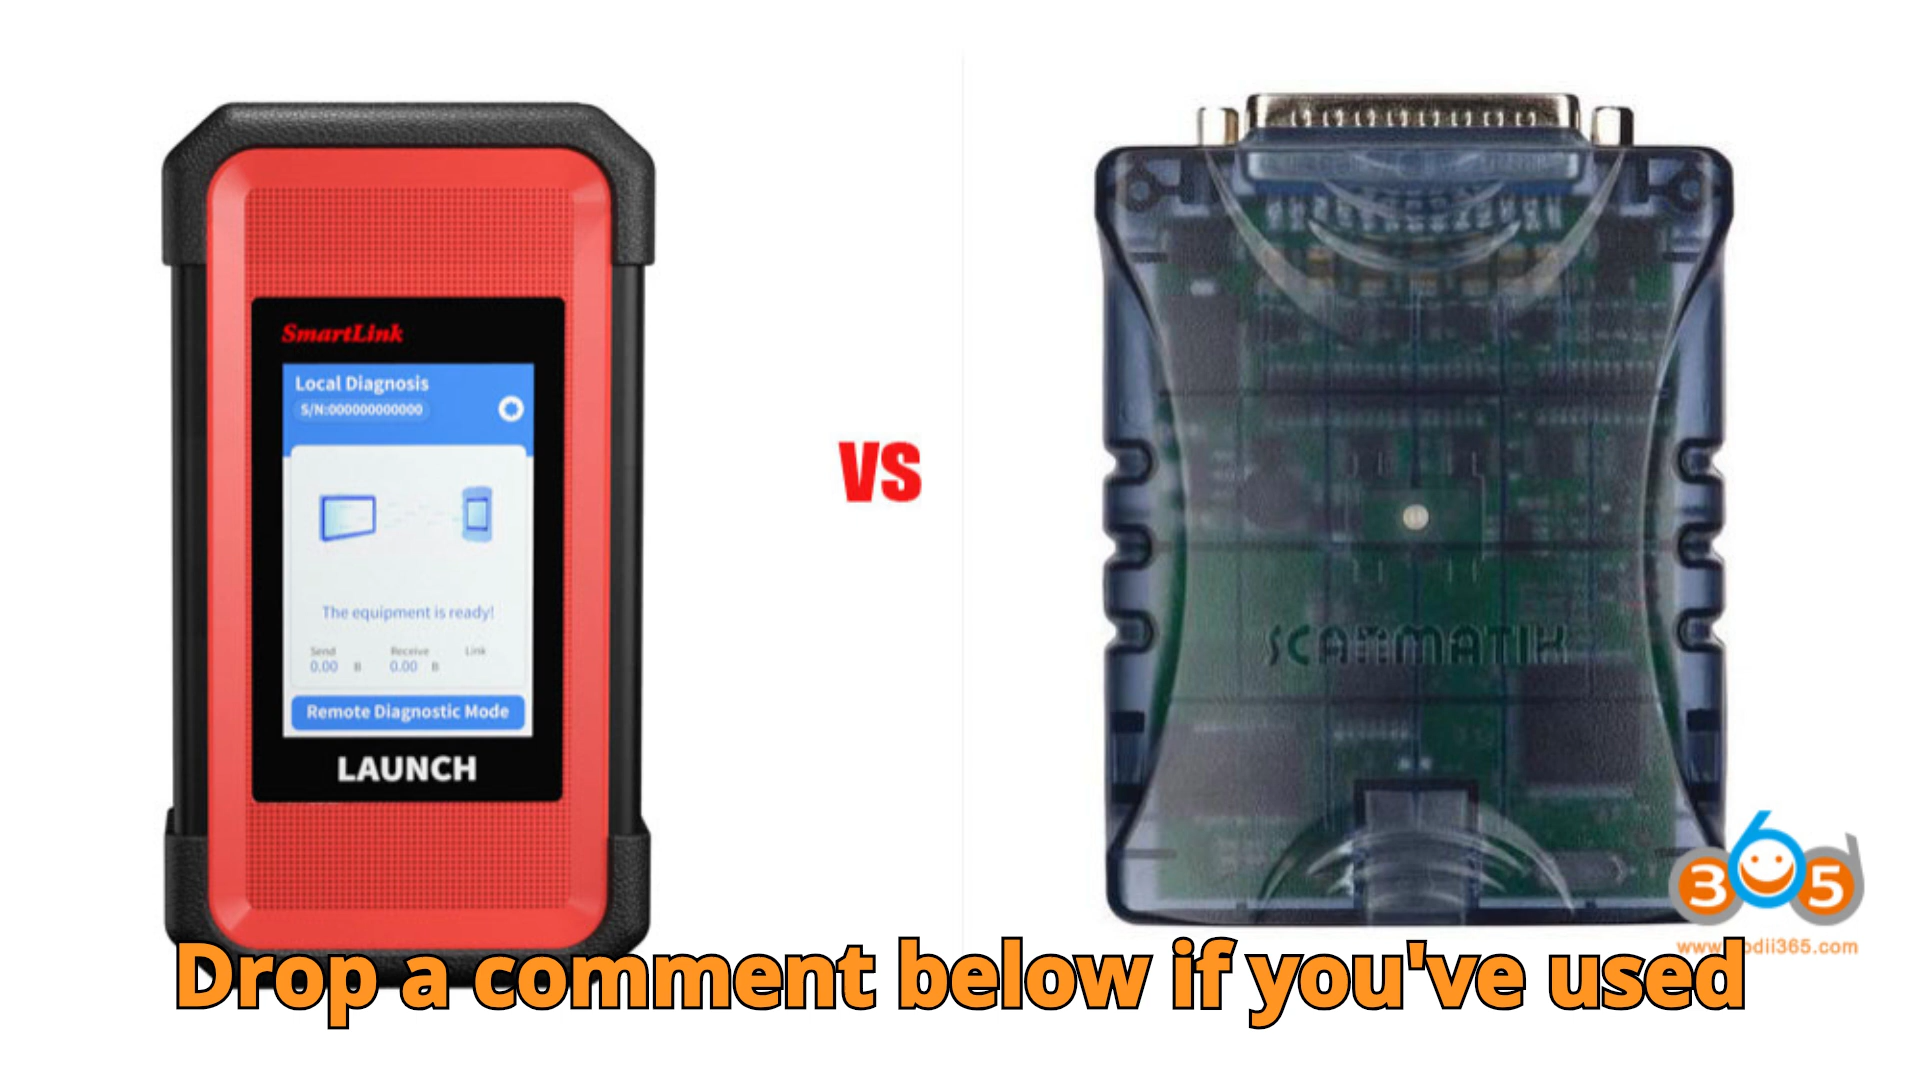 SmartLink
Local Diagnosis
S/N:000000000000
The equipment is ready!
Send Receive Link
0.00 B 0.00 B
Remote Diagnostic Mode
LAUNCH
VS
SCANMATIK
365
Drop a comment below if you've used